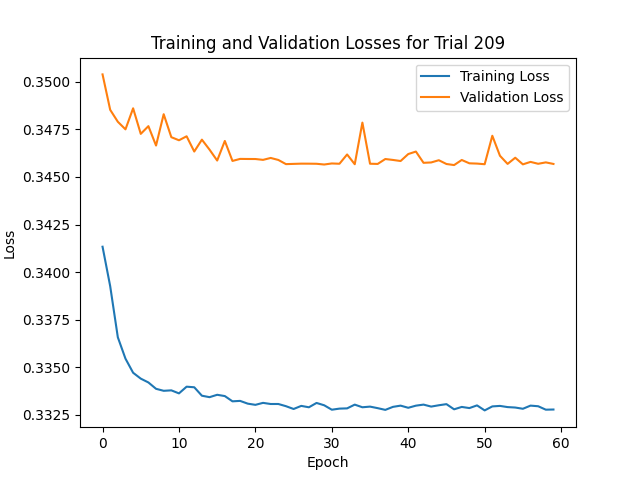 Training and Validation Losses for Trial 209
Training Loss
Validation Loss
0.3500
0.3475
0.3450
0.3425
0.3400
0.3375
0.3350
0.3325
Loss
0 10 20 30 40 50 60
Epoch